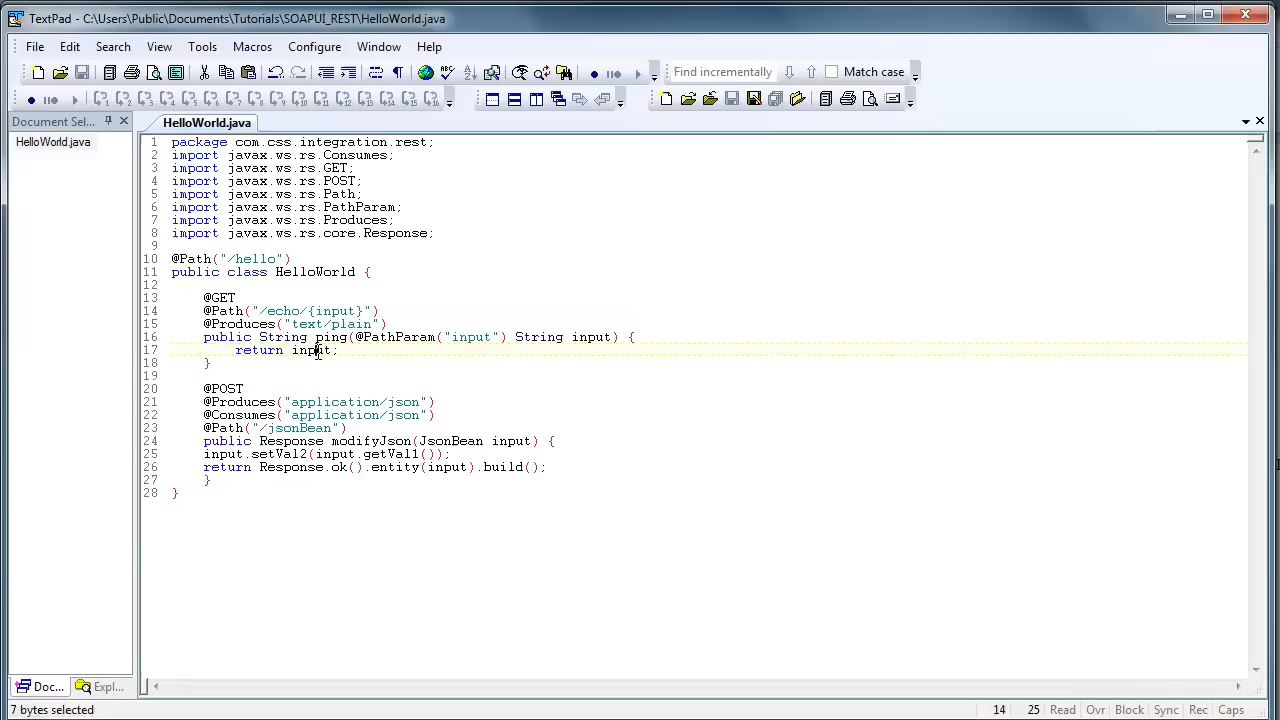 TextPad - C:\Users\Public\Documents\Tutorials\SOAPUI_REST\HelloWorld.java
File Edit Search View Tools Macros Configure Window Help
Find incrementally Match case
Document Sel... HelloWorld.java
HelloWorld.java
1 package com.css.integration.rest;
2 import javax.ws.rs.Consumes;
3 import javax.ws.rs.GET;
4 import javax.ws.rs.POST;
5 import javax.ws.rs.Path;
6 import javax.ws.rs.PathParam;
7 import javax.ws.rs.Produces;
8 import javax.ws.rs.core.Response;
9
10 @Path("/hello")
11 public class HelloWorld {
12
13 @GET
14 @Path("/echo/{input}")
15 @Produces("text/plain")
16 public String ping(@PathParam("input") String input) {
17 return input;
18 }
19
20 @POST
21 @Produces("application/json")
22 @Consumes("application/json")
23 @Path("/jsonBean")
24 public Response modifyJson(JsonBean input) {
25 input.setVal2(input.getVal1());
26 return Response.ok().entity(input).build();
27 }
28 }
Doc... Expl...
7 bytes selected 14 25 Read Ovr Block Sync Rec Caps